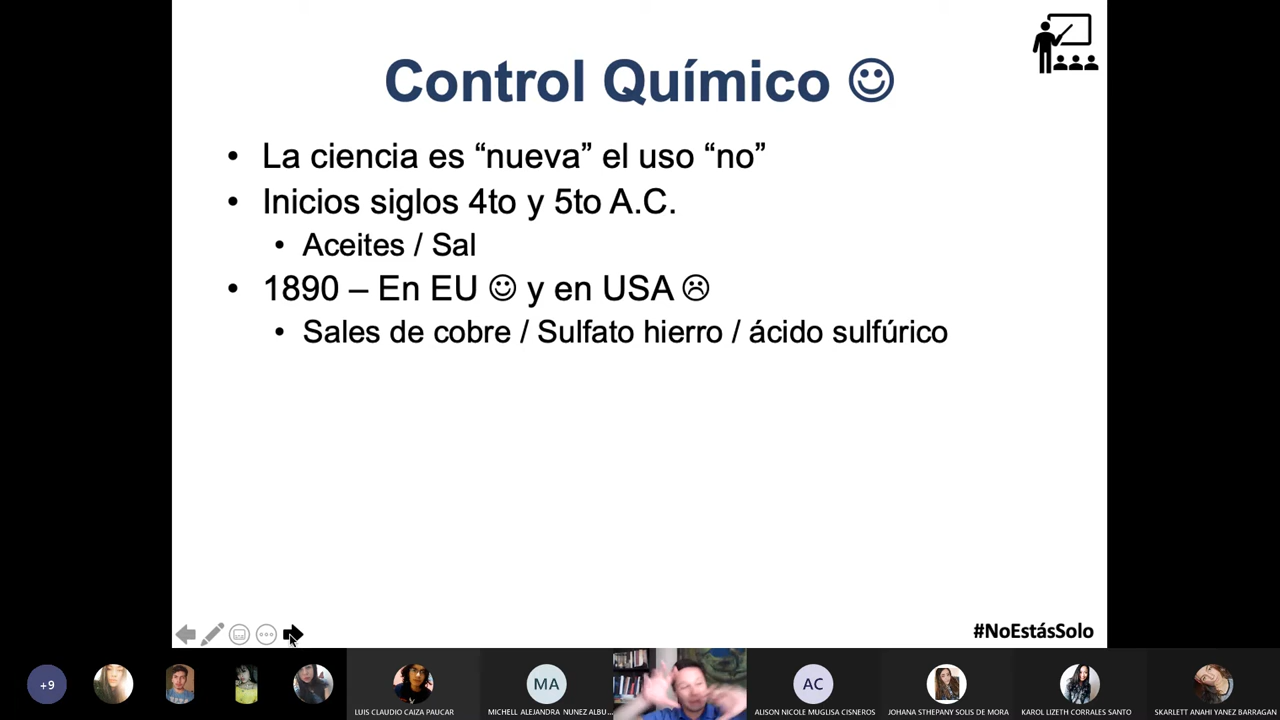 Control Químico ☺
• La ciencia es “nueva” el uso “no”
• Inicios siglos 4to y 5to A.C.
• Aceites / Sal
• 1890 – En EU ☺ y en USA ☹
• Sales de cobre / Sulfato hierro / ácido sulfúrico
#NoEstásSolo
+9
MA
AC
LUIS CLAUDIO CAIZA PAUCAR
MICHELL ALEJANDRA NUNEZ ALBU...
ALISON NICOLE MUGLISA CISNEROS
JOHANA STHEPANY SOLIS DE MORA
KAROL LIZETH CORRALES SANTO
SKARLETT ANAHI YANEZ BARRAGAN